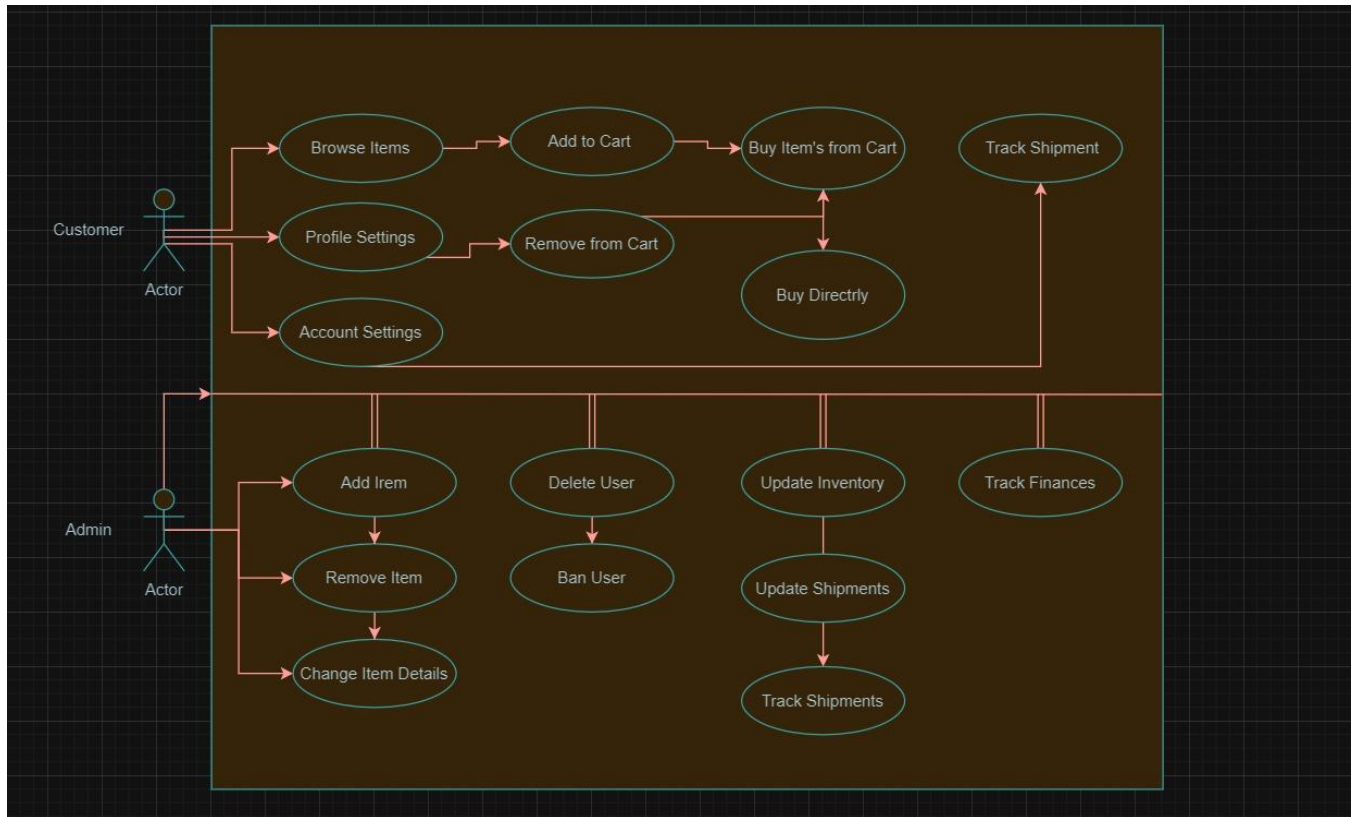 Browse Items
Add to Cart
Buy Item's from Cart
Track Shipment
Customer
Profile Settings
Remove from Cart
Actor
Buy Directrly
Account Settings
Add Irem
Delete User
Update Inventory
Track Finances
Admin
Remove Item
Ban User
Actor
Update Shipments
Change Item Details
Track Shipments